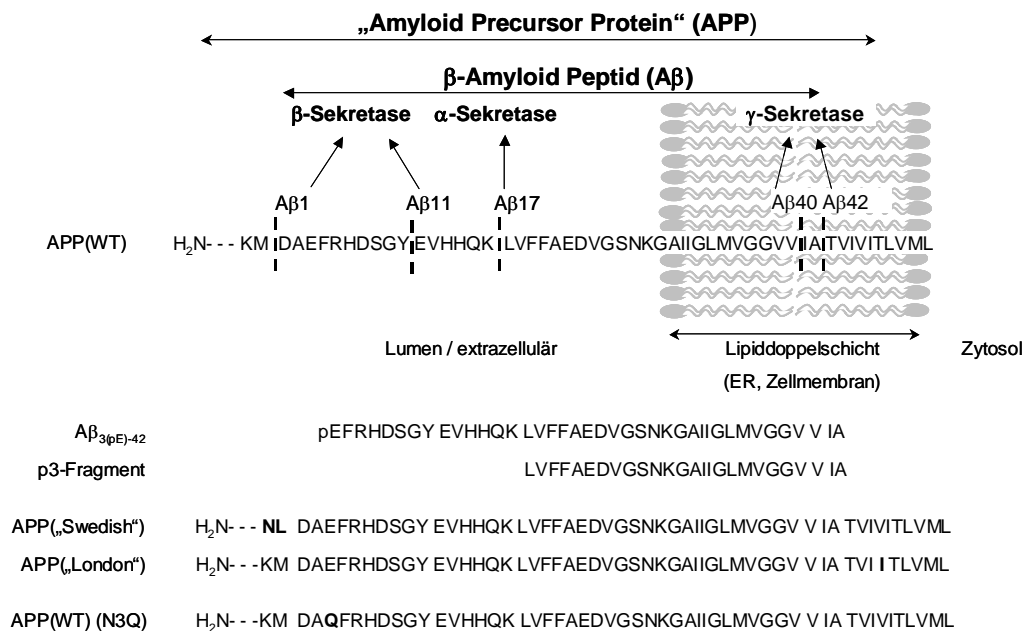 „Amyloid Precursor Protein“ (APP)
β-Amyloid Peptid (Aβ)
β-Sekretase α-Sekretase γ-Sekretase
Aβ1 Aβ11 Aβ17 Aβ40 Aβ42
APP(WT) H2N- - - KM DAEFRHDSGY EVHHQK LVFFAEDVGSNKGAIIGLMVGGVV IA TVIVITLVML
Lumen / extrazellulär Lipiddoppelschicht Zytosol
(ER, Zellmembran)
Aβ3(pE)-42 pEFRHDSGY EVHHQK LVFFAEDVGSNKGAIIGLMVGGV V IA
p3-Fragment LVFFAEDVGSNKGAIIGLMVGGV V IA
APP(„Swedish“) H2N- - - NL DAEFRHDSGY EVHHQK LVFFAEDVGSNKGAIIGLMVGGV V IA TVIVITLVML
APP(„London“) H2N- - -KM DAEFRHDSGY EVHHQK LVFFAEDVGSNKGAIIGLMVGGV V IA TVI I TLVML
APP(WT) (N3Q) H2N- - -KM DAQFRHDSGY EVHHQK LVFFAEDVGSNKGAIIGLMVGGV V IA TVIVITLVML